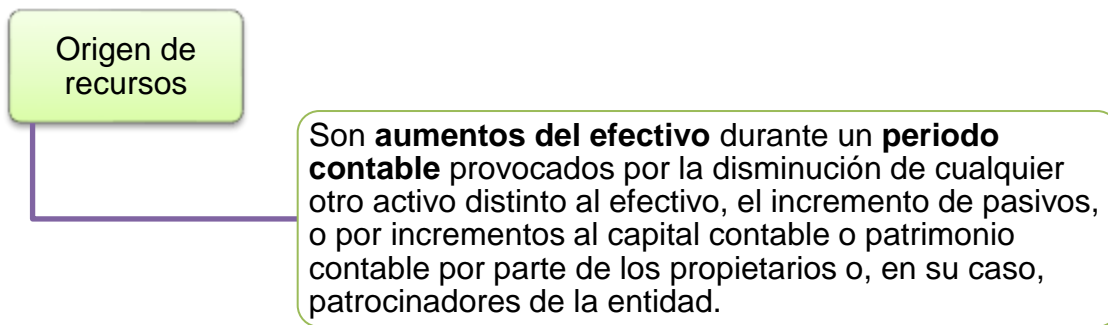 Origen de
recursos
Son aumentos del efectivo durante un periodo
contable provocados por la disminución de cualquier
otro activo distinto al efectivo, el incremento de pasivos,
o por incrementos al capital contable o patrimonio
contable por parte de los propietarios o, en su caso,
patrocinadores de la entidad.